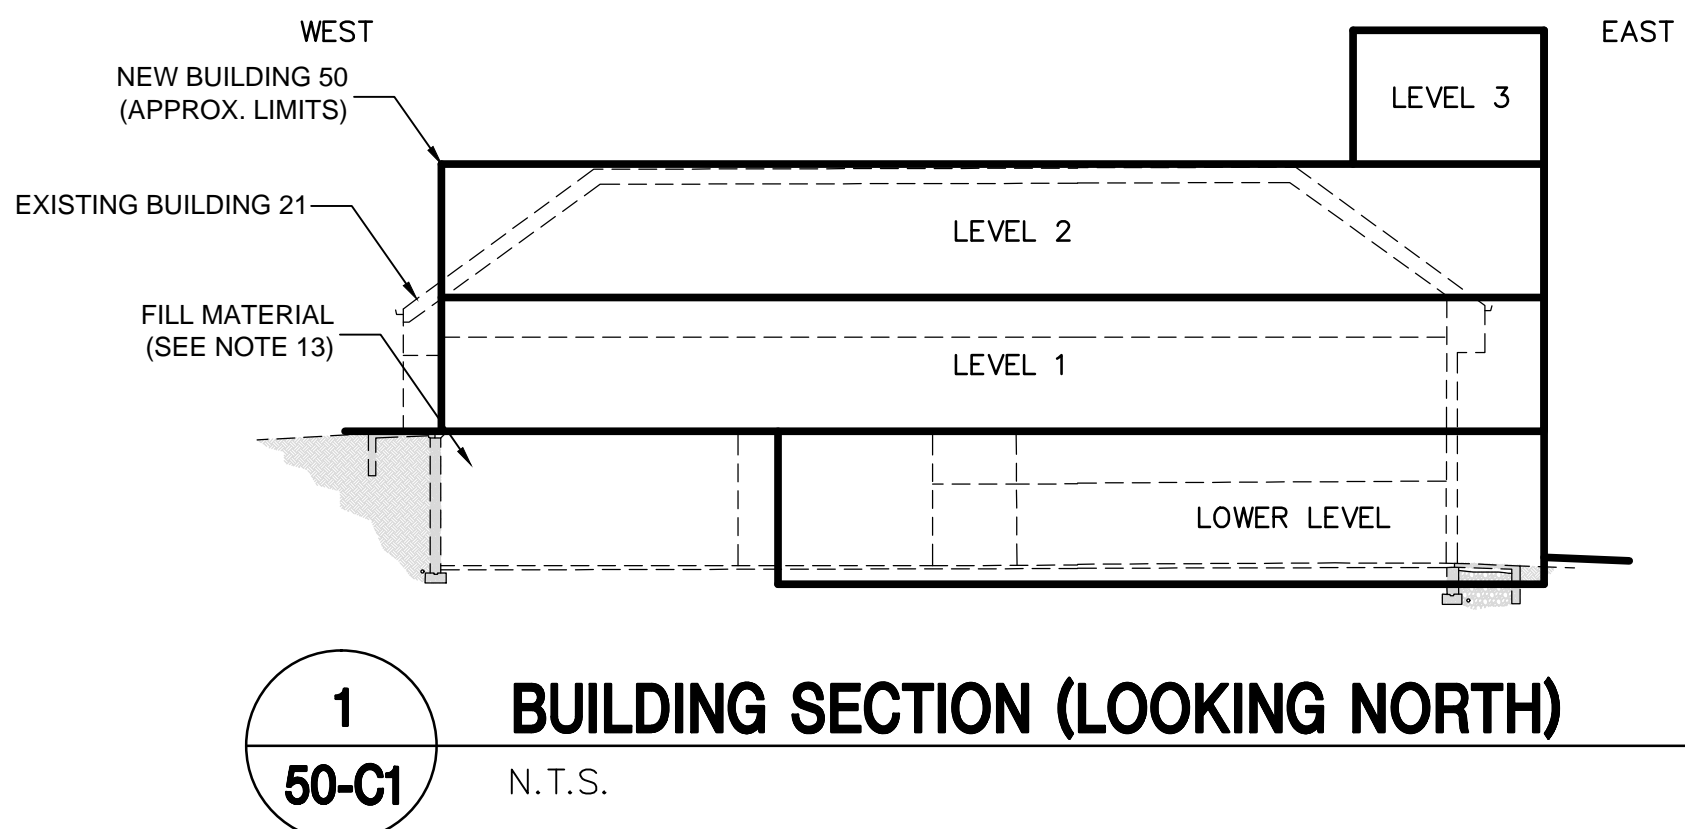 WEST
EAST
NEW BUILDING 50
(APPROX. LIMITS)
LEVEL 3
EXISTING BUILDING 21
LEVEL 2
FILL MATERIAL
(SEE NOTE 13)
LEVEL 1
LOWER LEVEL
1
50-C1
BUILDING SECTION (LOOKING NORTH)
N.T.S.